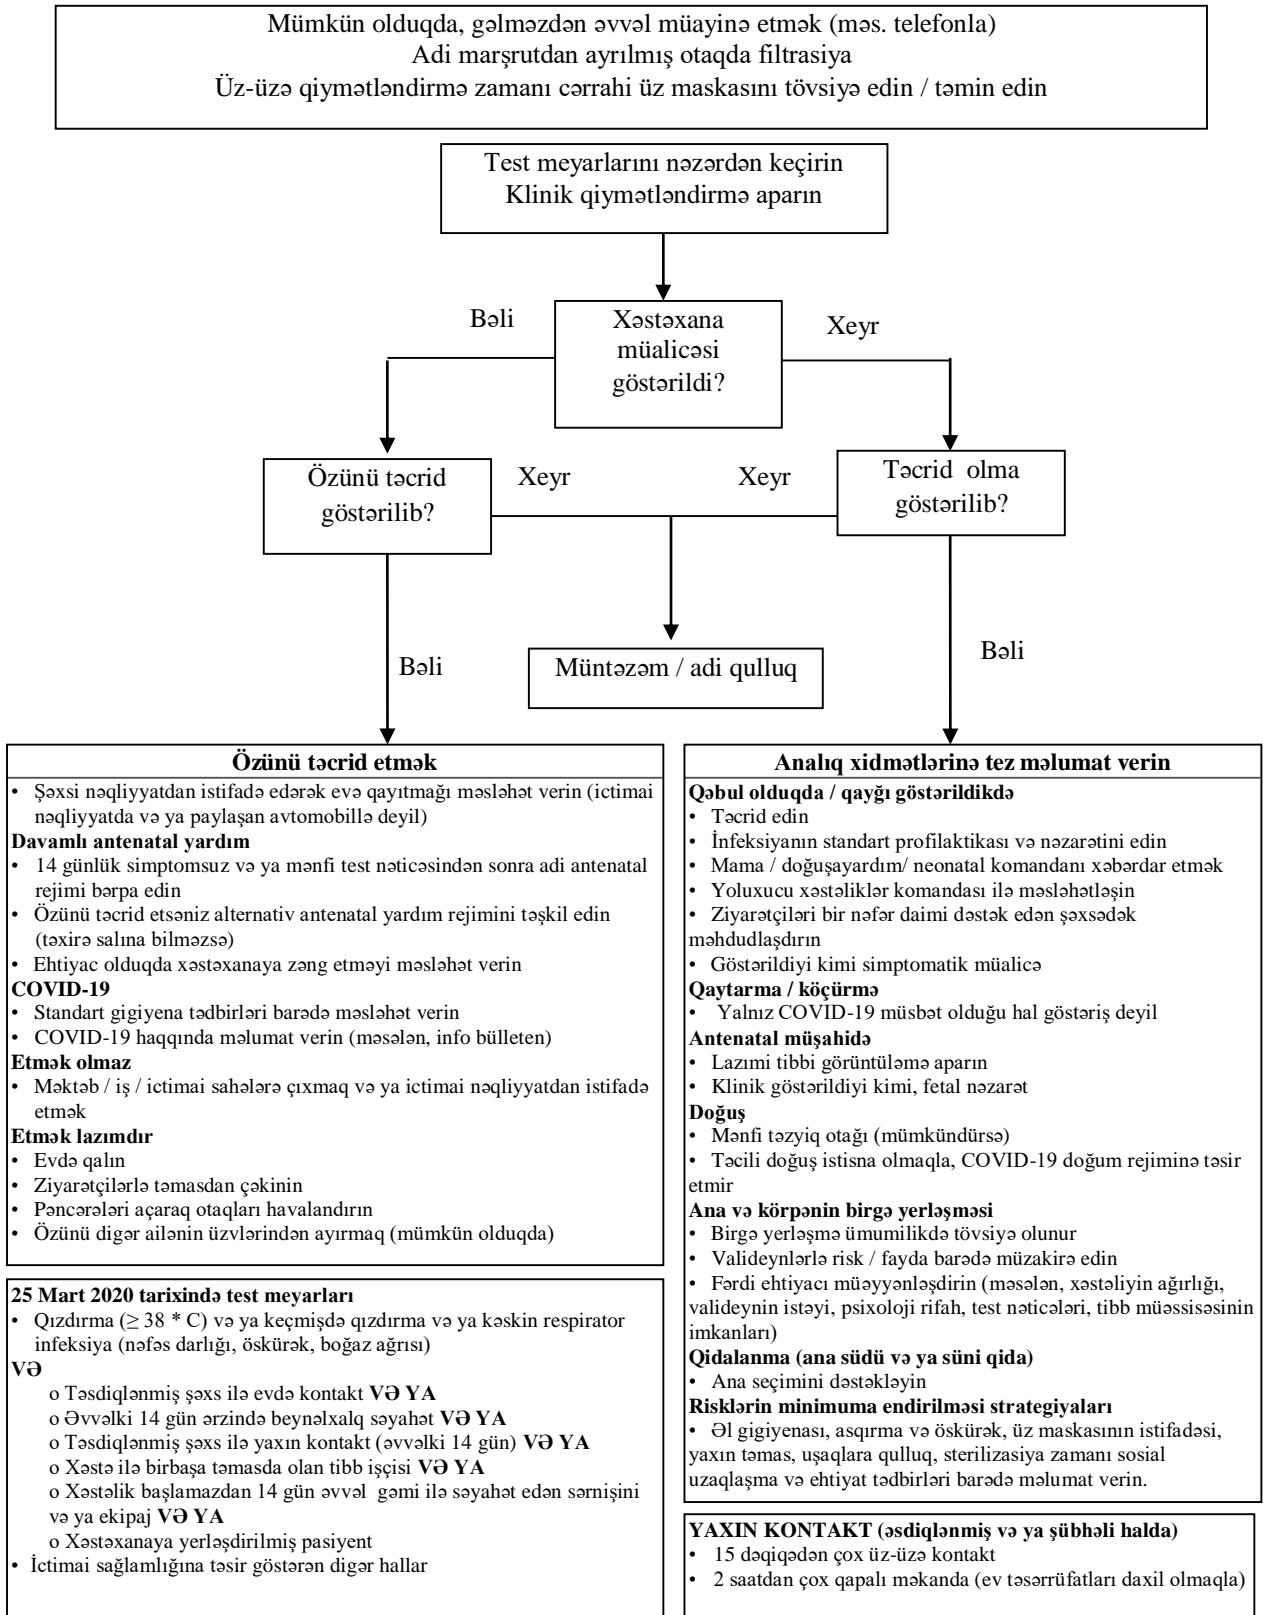 Mümkün olduqda, gəlməzdən əvvəl müayinə etmək (məs. telefonla)
Adi marşrutdan ayrılmış otaqda filtrasiya
Üz-üzə qiymətləndirmə zamanı cərrahi üz maskasını tövsiyə edin / təmin edin
Test meyarlarını nəzərdən keçirin
Klinik qiymətləndirmə aparın
Bəli
Xəstəxana
müalicəsi
göstərildi?
Xeyr
Özünü təcrid
göstərilib?
Xeyr
Xeyr
Təcrid olma
göstərilib?
Bəli
Müntəzəm / adi qulluq
Bəli
Özünü təcrid etmək
• Şəxsi nəqliyyatdan istifadə edərək evə qayıtmağı məsləhət verin (ictimai
nəqliyyatda və ya paylaşan avtomobillə deyil)
Davamlı antenatal yardım
• 14 günlük simptomsuz və ya mənfi test nəticəsindən sonra adi antenatal
rejimi bərpa edin
• Özünü təcrid etsəniz alternativ antenatal yardım rejimini təşkil edin
(təxirə salına bilməzsə)
• Ehtiyac olduqda xəstəxanaya zəng etməyi məsləhət verin
COVID-19
• Standart gigiyena tədbirləri barədə məsləhət verin
• COVID-19 haqqında məlumat verin (məsələn, info bülleten)
Etmək olmaz
• Məktəb / iş / ictimai sahələrə çıxmaq və ya ictimai nəqliyyatdan istifadə
etmək
Etmək lazımdır
• Evdə qalın
• Ziyarətçilərlə təmasdan çəkinin
• Pəncərələri açaraq otaqları havalandırın
• Özünü digər ailənin üzvlərindən ayırmaq (mümkün olduqda)
25 Mart 2020 tarixində test meyarları
• Qızdırma (≥ 38 * C) və ya keçmişdə qızdırma və ya kəskin respirator
infeksiya (nəfəs darlığı, öskürək, boğaz ağrısı)
VƏ
o Təsdiqlənmiş şəxs ilə evdə kontakt VƏ YA
o Əvvəlki 14 gün ərzində beynəlxalq səyahət VƏ YA
o Təsdiqlənmiş şəxs ilə yaxın kontakt (əvvəlki 14 gün) VƏ YA
o Xəstə ilə birbaşa təmasda olan tibb işçisi VƏ YA
o Xəstəlik başlamazdan 14 gün əvvəl gəmi ilə səyahət edən sərnişini
və ya ekipaj VƏ YA
o Xəstəxanaya yerləşdirilmiş pasiyent
• İctimai sağlamlığına təsir göstərən digər hallar
Analıq xidmətlərinə tez məlumat verin
Qəbul olduqda / qayğı göstərildikdə
• Təcrid edin
• İnfeksiyanın standart profilaktikası və nəzarətini edin
• Mama / doğuşayardım/ neonatal komandanı xəbərdar etmək
• Yoluxucu xəstəliklər komandası ilə məsləhətləşin
• Ziyarətçiləri bir nəfər daimi dəstək edən şəxsədək
məhdudlaşdırın
• Göstərildiyi kimi simptomatik müalicə
Qaytarma / köçürmə
• Yalnız COVID-19 müsbət olduğu hal göstəriş deyil
Antenatal müşahidə
• Lazımi tibbi görüntüləmə aparın
• Klinik göstərildiyi kimi, fetal nəzarət
Doğuş
• Mənfi təzyiq otağı (mümkündürsə)
• Təcili doğuş istisna olmaqla, COVID-19 doğum rejiminə təsir
etmir
Ana və körpənin birgə yerləşməsi
• Birgə yerləşmə ümumilikdə tövsiyə olunur
• Valideynlərlə risk / fayda barədə müzakirə edin
• Fərdi ehtiyacı müəyyənləşdirin (məsələn, xəstəliyin ağırlığı,
valideynin istəyi, psixoloji rifah, test nəticələri, tibb müəssisəsinin
imkanları)
Qidalanma (ana südü və ya süni qida)
• Ana seçimini dəstəkləyin
Risklərin minimuma endirilməsi strategiyaları
• Əl gigiyenası, asqırma və öskürək, üz maskasının istifadəsi,
yaxın təmas, uşaqlara qulluq, sterilizasiya zamanı sosial
uzaqlaşma və ehtiyat tədbirləri barədə məlumat verin.
YAXIN KONTAKT (əsdiqlənmiş və ya şübhəli halda)
• 15 dəqiqədən çox üz-üzə kontakt
• 2 saatdan çox qapalı məkanda (ev təsərrüfatları daxil olmaqla)